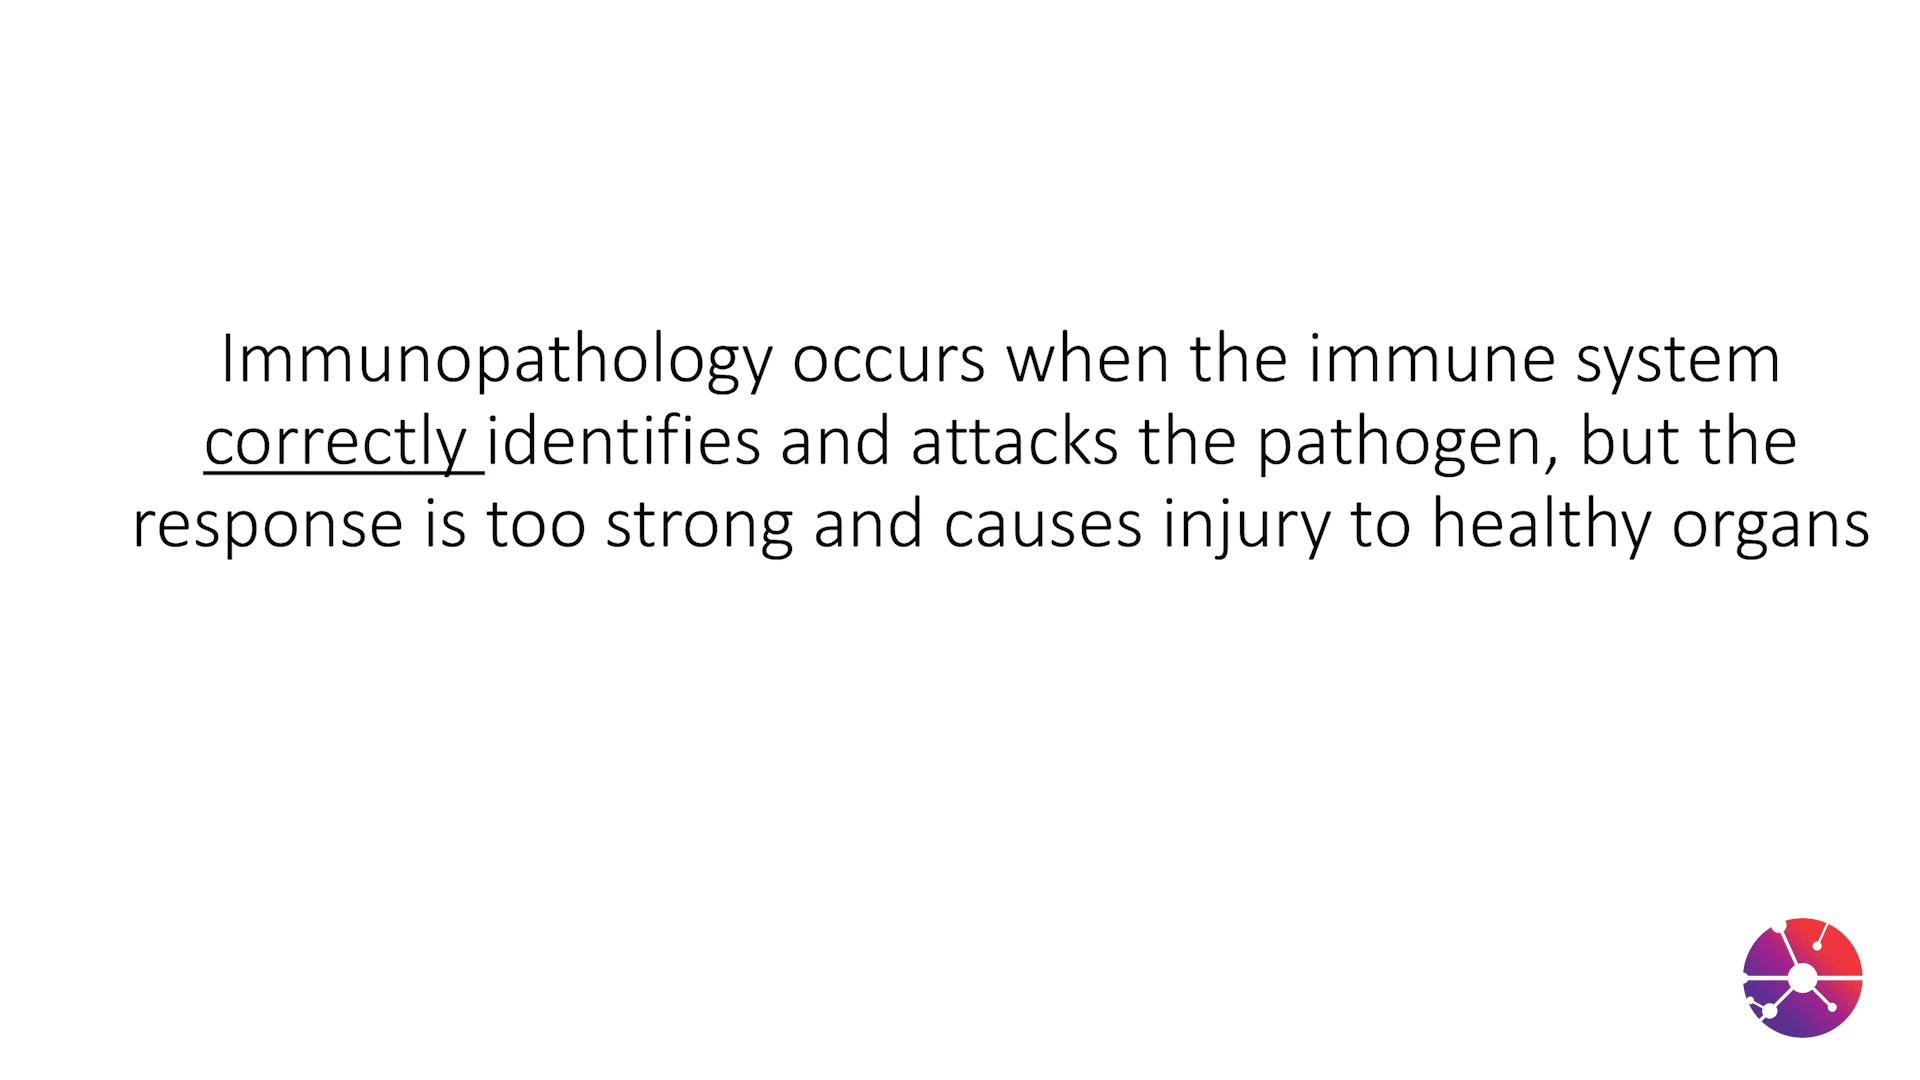 Immunopathology occurs when the immune system
correctly identifies and attacks the pathogen, but the
response is too strong and causes injury to healthy organs